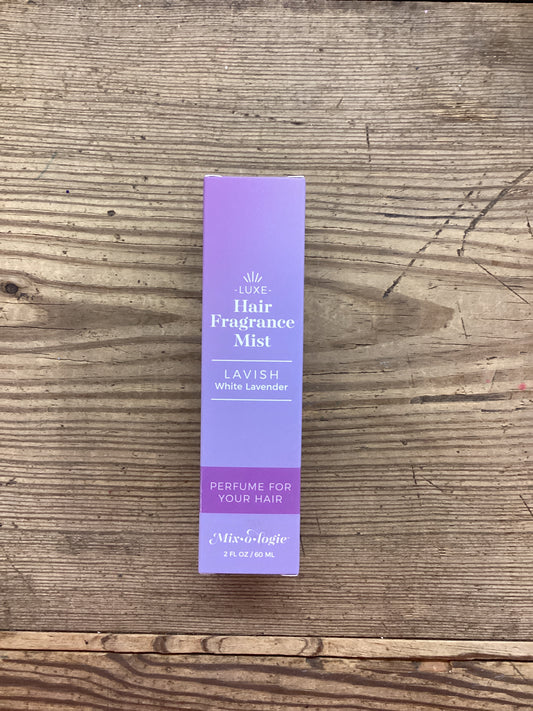 -LUXE-
Hair
Fragrance
Mist
LAVISH
White Lavender
PERFUME FOR
YOUR HAIR
Mix•o•logie
2 FL OZ / 60 ML